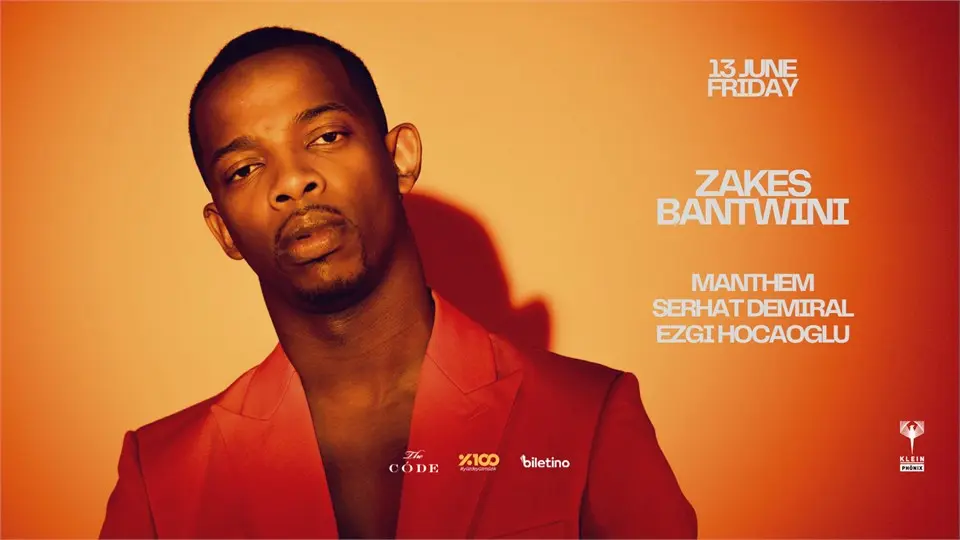 13 JUNE
FRIDAY
ZAKES
BANTWINI
MANTHEM
SERHAT DEMIRAL
EZGI HOCAOGLU
The
CODE
%100
biletino
KLEIN
PHÖNIX